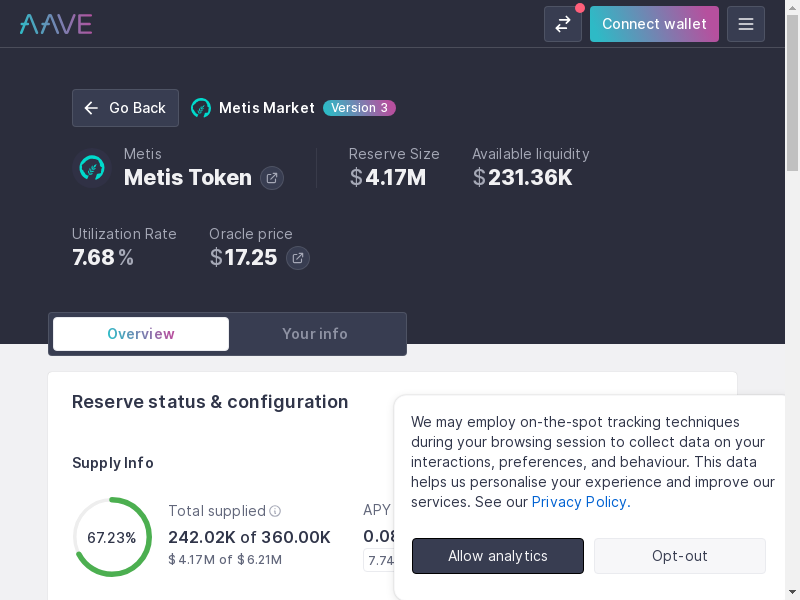 AAVE
Connect wallet
Go Back
Metis Market
Version 3
Metis
Metis Token
Reserve Size
$4.17M
Available liquidity
$231.36K
Utilization Rate
7.68%
Oracle price
$17.25
Overview
Your info
Reserve status & configuration
Supply Info
67.23%
Total supplied
242.02K of 360.00K
$4.17M of $6.21M
APY
0.08
7.74
We may employ on-the-spot tracking techniques
during your browsing session to collect data on your
interactions, preferences, and behaviour. This data
helps us personalise your experience and improve our
services. See our Privacy Policy.
Allow analytics
Opt-out